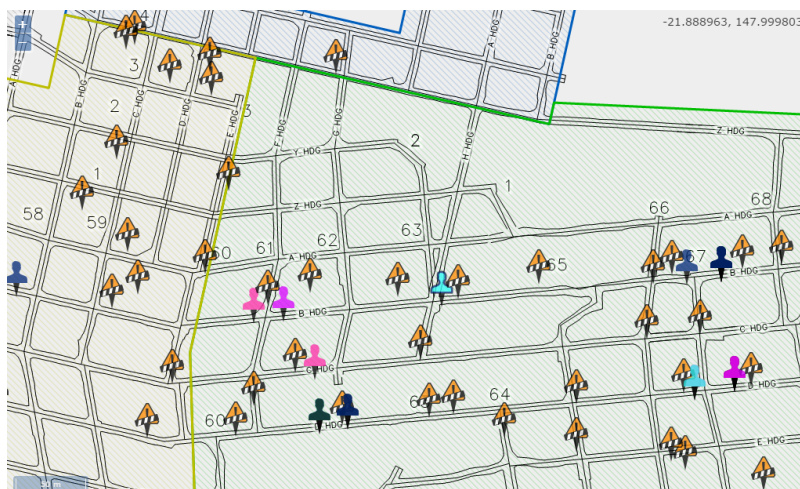 -21.888963, 147.999803
4
3
2
1
3
58
59
60
61
62
63
2
1
65
66
67
68
60
64
A_HDG
B_HDG
C_HDG
D_HDG
E_HDG
F_HDG
G_HDG
H_HDG
A_HDG
B_HDG
Y_HDG
Z_HDG
Z_HDG
A_HDG
A_HDG
B_HDG
B_HDG
C_HDG
D_HDG
E_HDG
50 m